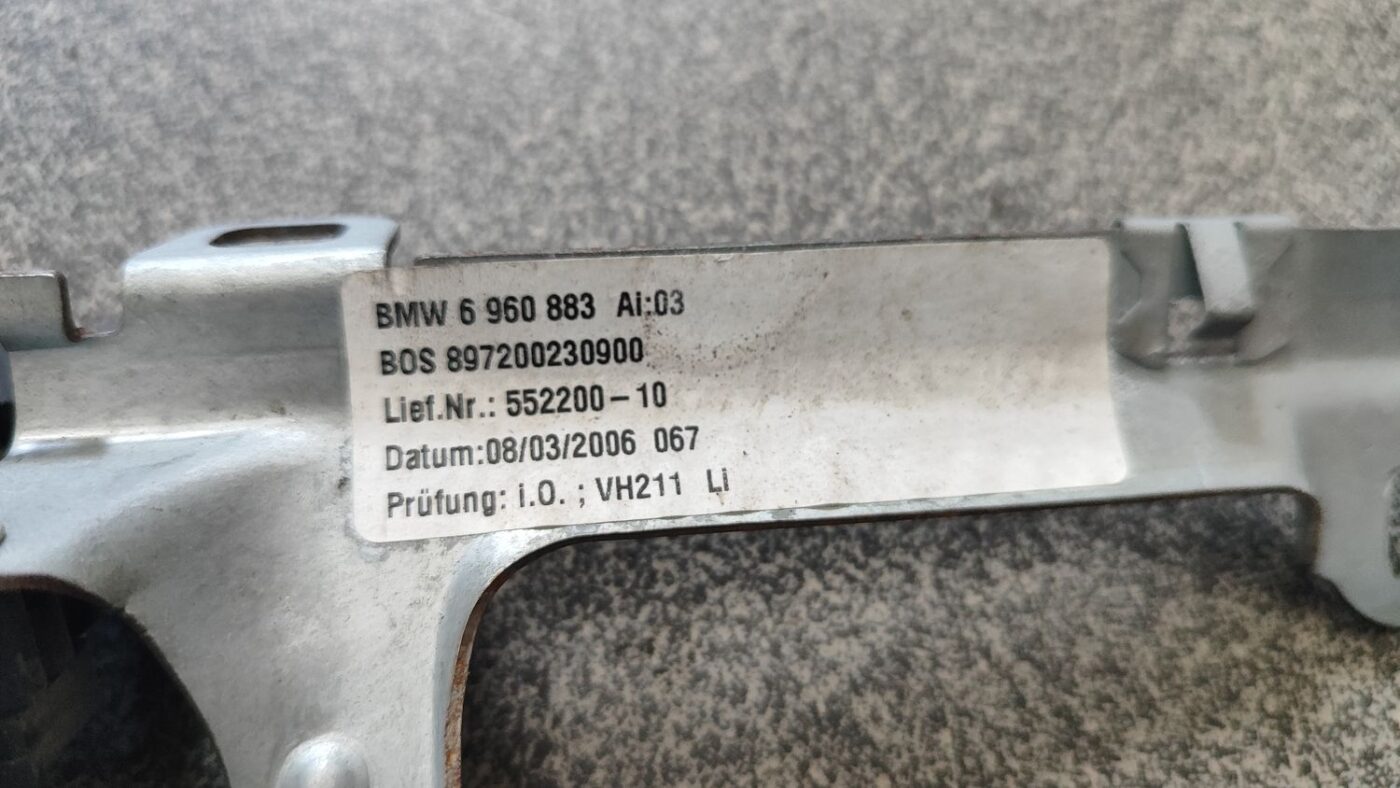 BMW 6 960 883 Ai:03
BOS 897200230900
Lief.Nr.: 552200-10
Datum:08/03/2006 067
Prüfung: i.O. ; VH211 Li